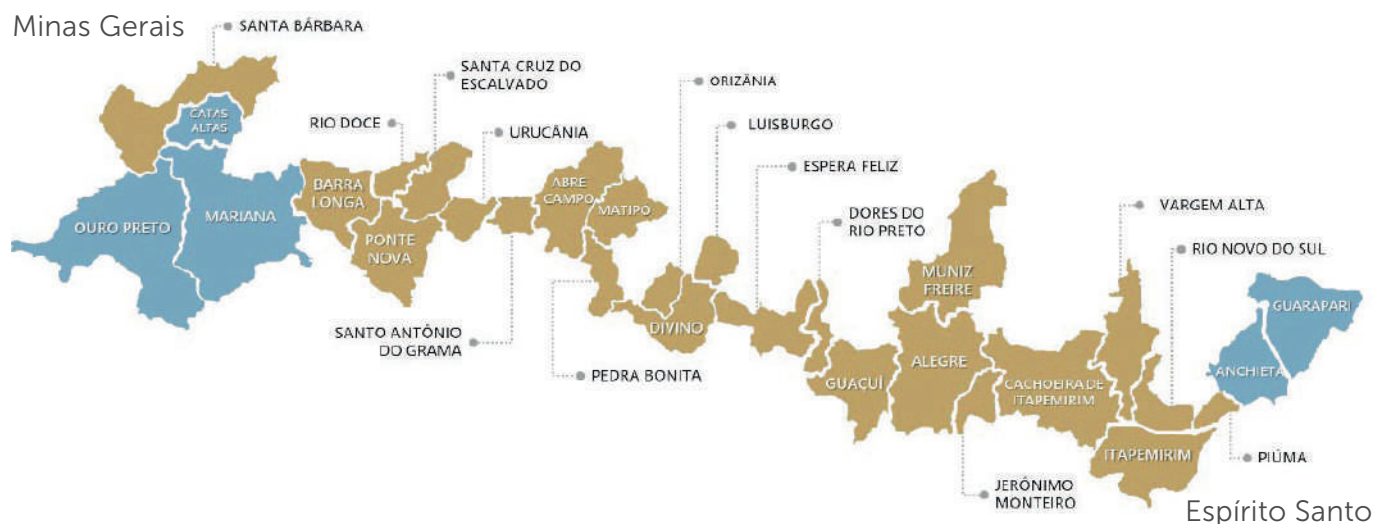 Minas Gerais
SANTA BÁRBARA
SANTA CRUZ DO
ESCALVADO
ORIZÂNIA
CATAS
ALTAS
RIO DOCE
URUCÂNIA
LUISBURGO
ESPERA FELIZ
BARRA
LONGA
ABRE
CAMPO
MATIPÓ
DORES DO
RIO PRETO
VARGEM ALTA
OURO PRETO
MARIANA
PONTE
NOVA
RIO NOVO DO SUL
MUNIZ
FREIRE
GUARAPARI
SANTO ANTÔNIO
DO GRAMA
DIVINO
PEDRA BONITA
GUAÇUÍ
ALEGRE
CACHOEIRA DE
ITAPEMIRIM
ANCHIETA
ITAPEMIRIM
PIÚMA
JERÔNIMO
MONTEIRO
Espírito Santo